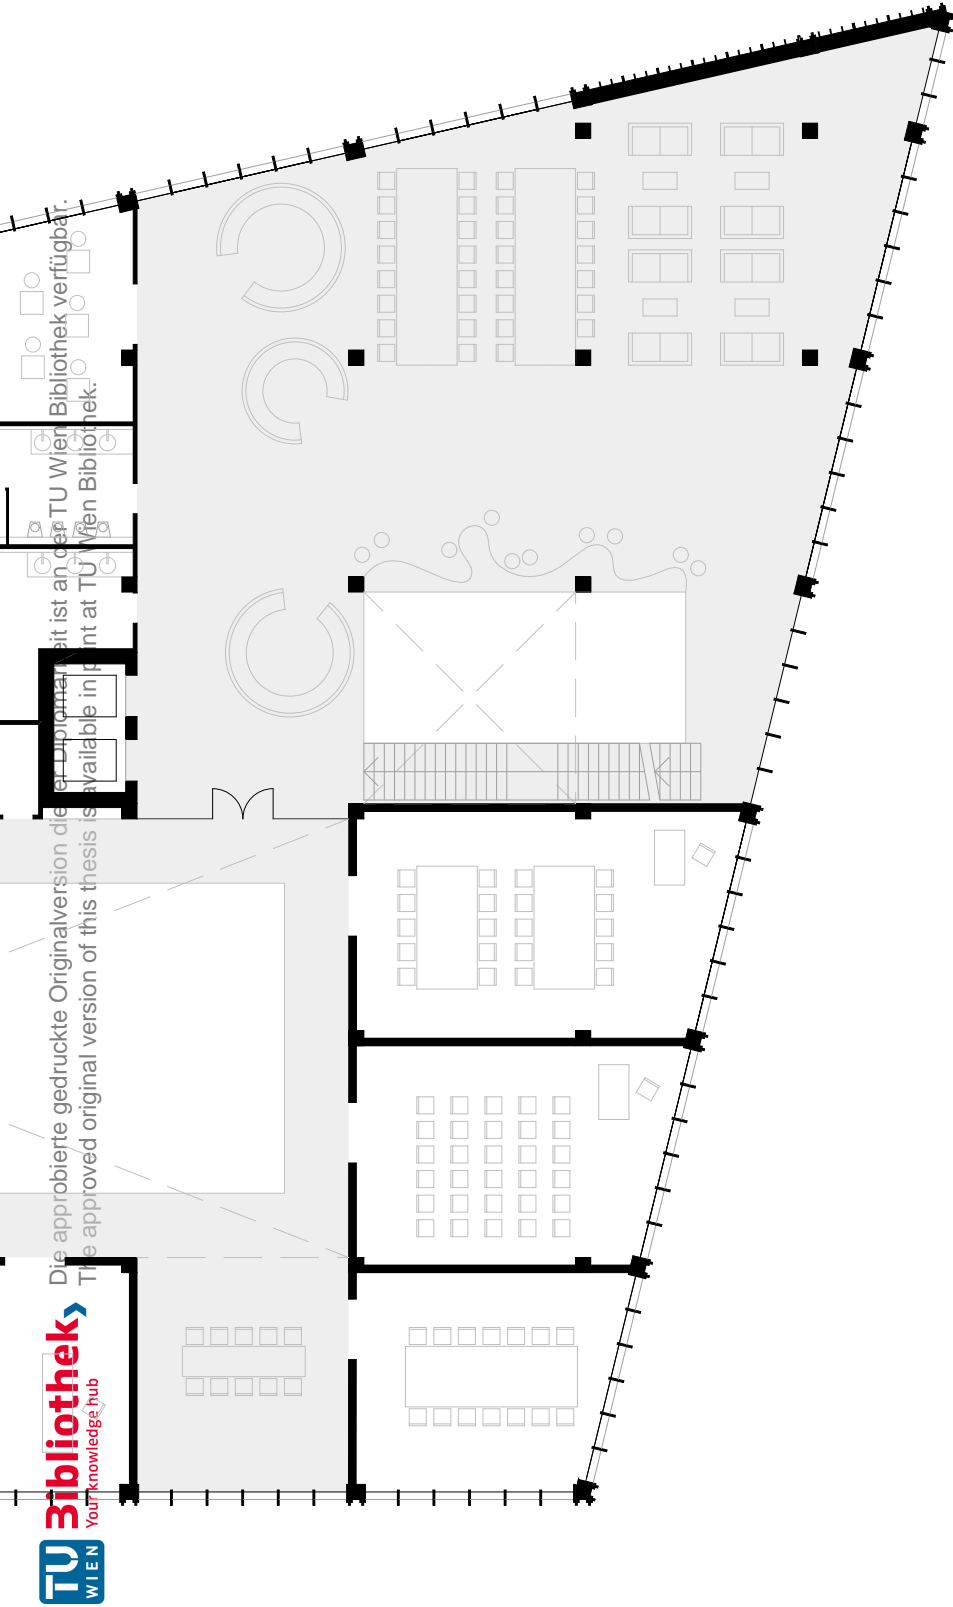 Die approbierte gedruckte Originalversion dieser Diplomarbeit ist an der TU Wien Bibliothek verfügbar.
The approved original version of this thesis is available in print at TU Wien Bibliothek.
Bibliothek
Your knowledge hub
TU
WIEN